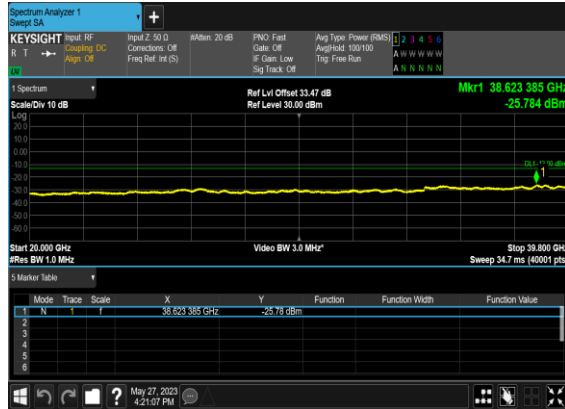 Spectrum Analyzer 1
Swept SA
KEYSIGHT
R T
Input: RF
Coupling: DC
Align: Off
Input Z: 50 Ω
Corrections: Off
Freq Ref: Int (S)
#Atten: 20 dB
PNO: Fast
Gate: Off
IF Gain: Low
Sig Track: Off
Avg Type: Power (RMS)
Avg|Hold: 100/100
Trig: Free Run
1 2 3 4 5 6
A W W W W W
A N N N N N
1 Spectrum
Scale/Div 10 dB
Ref Lvl Offset 33.47 dB
Ref Level 30.00 dBm
Mkr1 38.623 385 GHz
-25.784 dBm
Log
20.0
10.0
0.00
-10.0
-20.0
-30.0
-40.0
-50.0
-60.0
1
Start 20.000 GHz
#Res BW 1.0 MHz
Video BW 3.0 MHz*
Stop 39.800 GHz
Sweep 34.7 ms (40001 pts
5 Marker Table
Mode Trace Scale X Y Function Function Width Function Value
1 N 1 f 38.623 385 GHz -25.78 dBm
2
3
4
5
6
?
May 27, 2023
4:21:07 PM